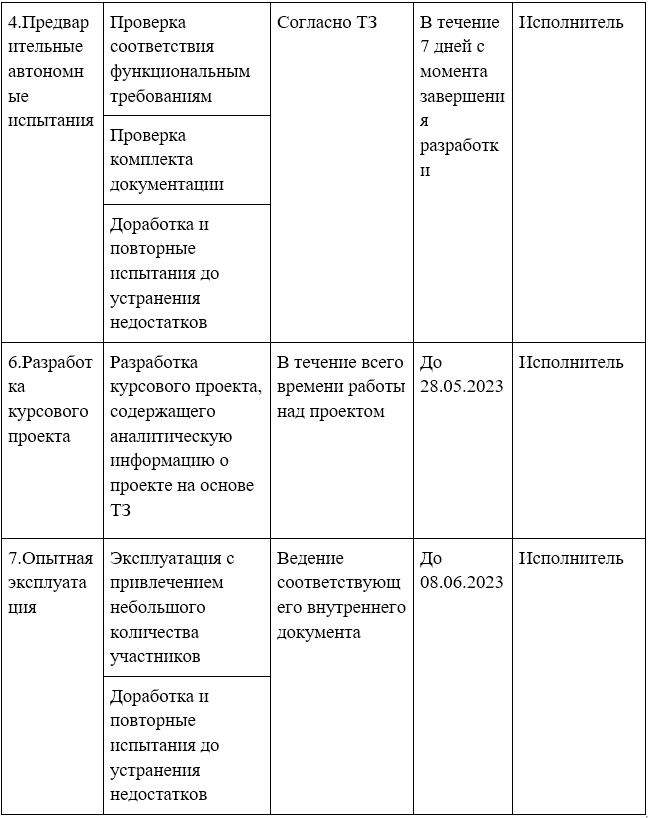 4.Предвар
ительные
автономн
ые
испытания
Проверка
соответствия
функциональным
требованиям
Проверка
комплекта
документации
Доработка и
повторные
испытания до
устранения
недостатков
Согласно ТЗ
В течение
7 дней с
момента
завершени
я
разработк
и
Исполнитель
6.Разработ
ка
курсового
проекта
Разработка
курсового проекта,
содержащего
аналитическую
информацию о
проекте на основе
ТЗ
В течение всего
времени работы
над проектом
До
28.05.2023
Исполнитель
7.Опытная
эксплуата
ция
Эксплуатация с
привлечением
небольшого
количества
участников
Доработка и
повторные
испытания до
устранения
недостатков
Ведение
соответствующ
его внутреннего
документа
До
08.06.2023
Исполнитель